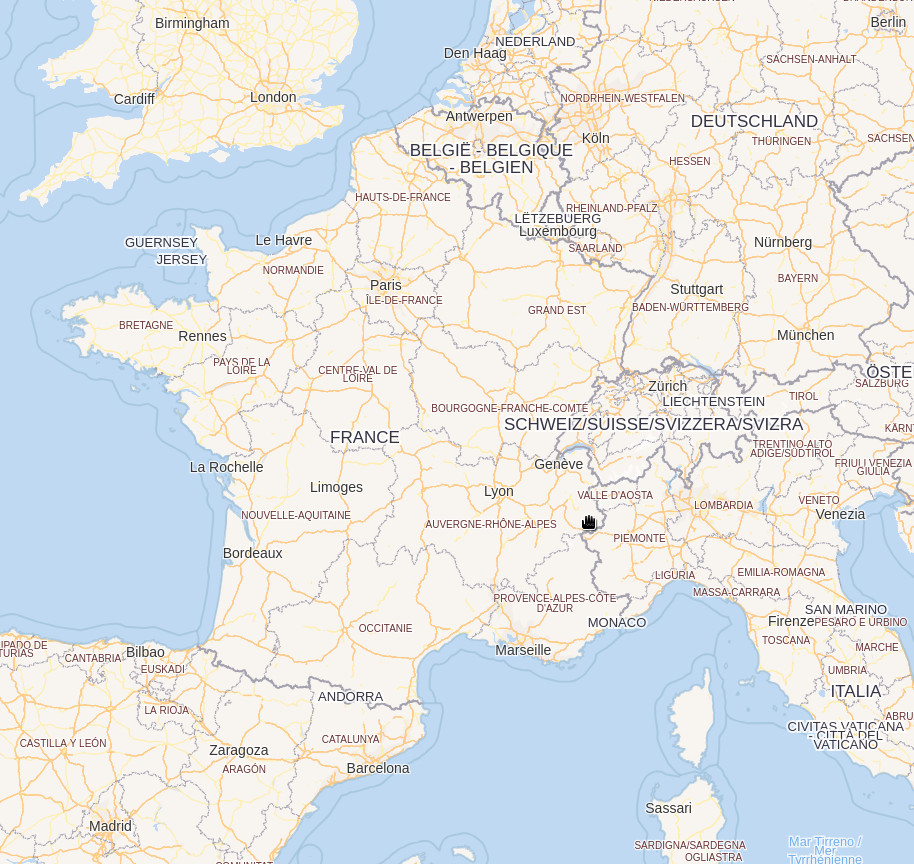 NIEDERSACHSEN
BRANDENBURG
Birmingham
Berlin
NEDERLAND
Den Haag
SACHSEN-ANHALT
Cardiff
London
NORDRHEIN-WESTFALEN
Antwerpen
DEUTSCHLAND
Köln
THÜRINGEN
SACHSEN
BELGIË - BELGIQUE
- BELGIEN
HESSEN
HAUTS-DE-FRANCE
RHEINLAND-PFALZ
LËTZEBUERG
Luxembourg
GUERNSEY
Le Havre
Nürnberg
SAARLAND
JERSEY
NORMANDIE
BAYERN
Paris
Stuttgart
ÎLE-DE-FRANCE
GRAND EST
BADEN-WÜRTTEMBERG
BRETAGNE
Rennes
München
PAYS DE LA
LOIRE
CENTRE-VAL DE
LOIRE
ÖSTE
SALZBURG
Zürich
LIECHTENSTEIN
TIROL
BOURGOGNE-FRANCHE-COMTÉ
SCHWEIZ/SUISSE/SVIZZERA/SVIZRA
KÄRNT
FRANCE
TRENTINO-ALTO
ADIGE/SÜDTIROL
La Rochelle
Genève
FRIULI VENEZIA
GIULIA
Limoges
Lyon
VALLE D'AOSTA
LOMBARDIA
VENETO
NOUVELLE-AQUITAINE
Venezia
AUVERGNE-RHÔNE-ALPES
PIEMONTE
Bordeaux
LIGURIA
EMILIA-ROMAGNA
MASSA-CARRARA
PROVENCE-ALPES-CÔTE
D'AZUR
SAN MARINO
MONACO
Firenze
PESARO E URBINO
OCCITANIE
TOSCANA
IPADO DE
TURIAS
CANTABRIA
Bilbao
Marseille
MARCHE
EUSKADI
UMBRIA
ANDORRA
ITALIA
LA RIOJA
ABRU
CIVITAS VATICANA
- CITTÀ DEL
VATICANO
CASTILLA Y LEÓN
Zaragoza
CATALUNYA
ARAGÓN
Barcelona
Sassari
Madrid
SARDIGNA/SARDEGNA
OGLIASTRA
Mar Tirreno /
Mer
Tyrrhénienne
COMUNITAT